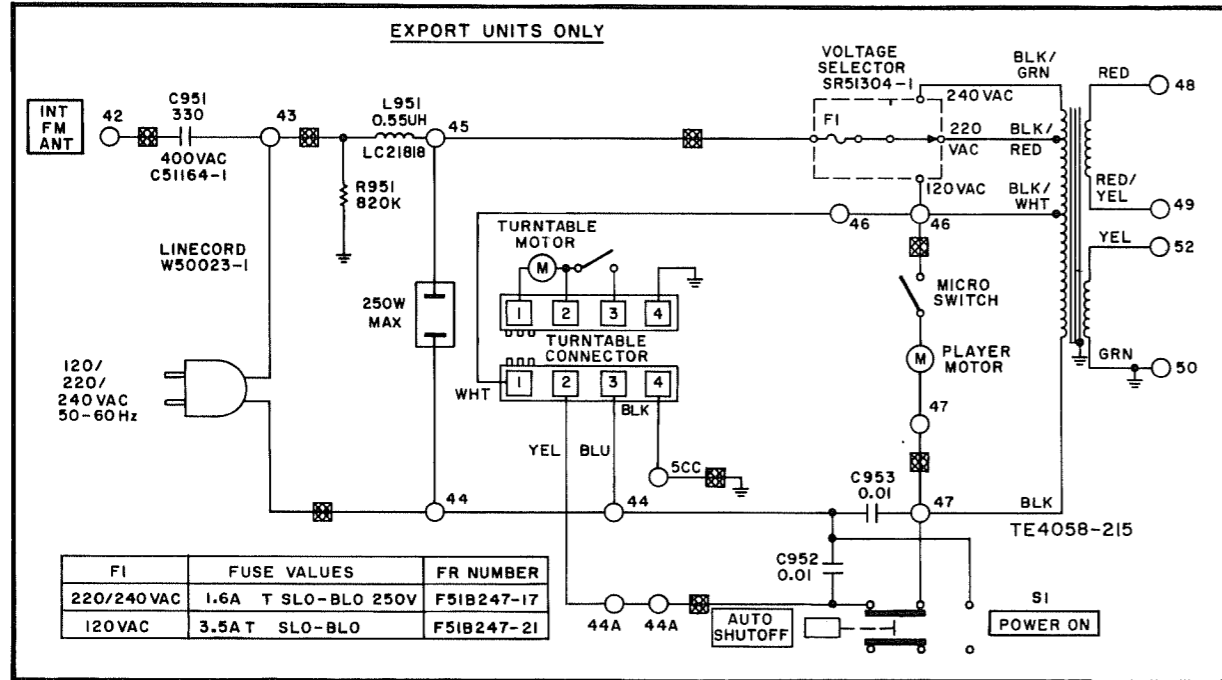 EXPORT UNITS ONLY
INT
FM
ANT
42
C951
330
400VAC
C51164-1
43
L951
0.55UH
LC21818
45
R951
820K
LINECORD
W50023-1
120/
220/
240VAC
50-60Hz
250W
MAX
VOLTAGE
SELECTOR
SR51304-1
F1
240VAC
220
VAC
120VAC
BLK/
GRN
BLK/
RED
BLK/
WHT
RED
48
RED/
YEL
49
YEL
52
GRN
50
46
46
TURNTABLE
MOTOR
M
1
2
3
4
TURNTABLE
CONNECTOR
1
2
3
4
WHT
BLK
YEL
BLU
5CC
MICRO
SWITCH
M
PLAYER
MOTOR
47
C953
0.01
47
BLK
TE4058-215
44
44
C952
0.01
44A
44A
AUTO
SHUTOFF
S1
POWER ON
F1 FUSE VALUES FR NUMBER
220/240VAC 1.6A T SLO-BLO 250V F51B247-17
120VAC 3.5AT SLO-BLO F51B247-21